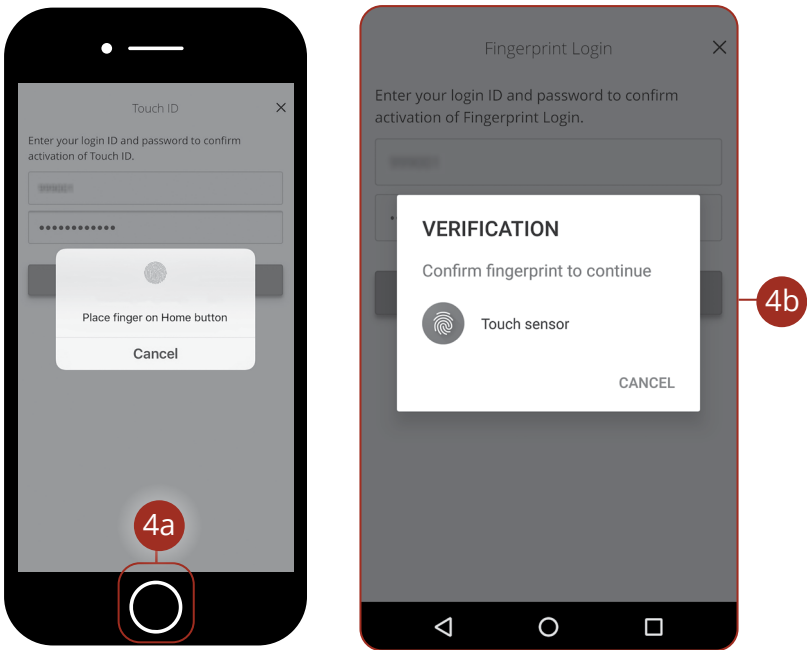 Touch ID
Enter your login ID and password to confirm
activation of Touch ID.
Place finger on Home button
Cancel
4a
Fingerprint Login
Enter your login ID and password to confirm
activation of Fingerprint Login.
VERIFICATION
Confirm fingerprint to continue
Touch sensor
CANCEL
4b